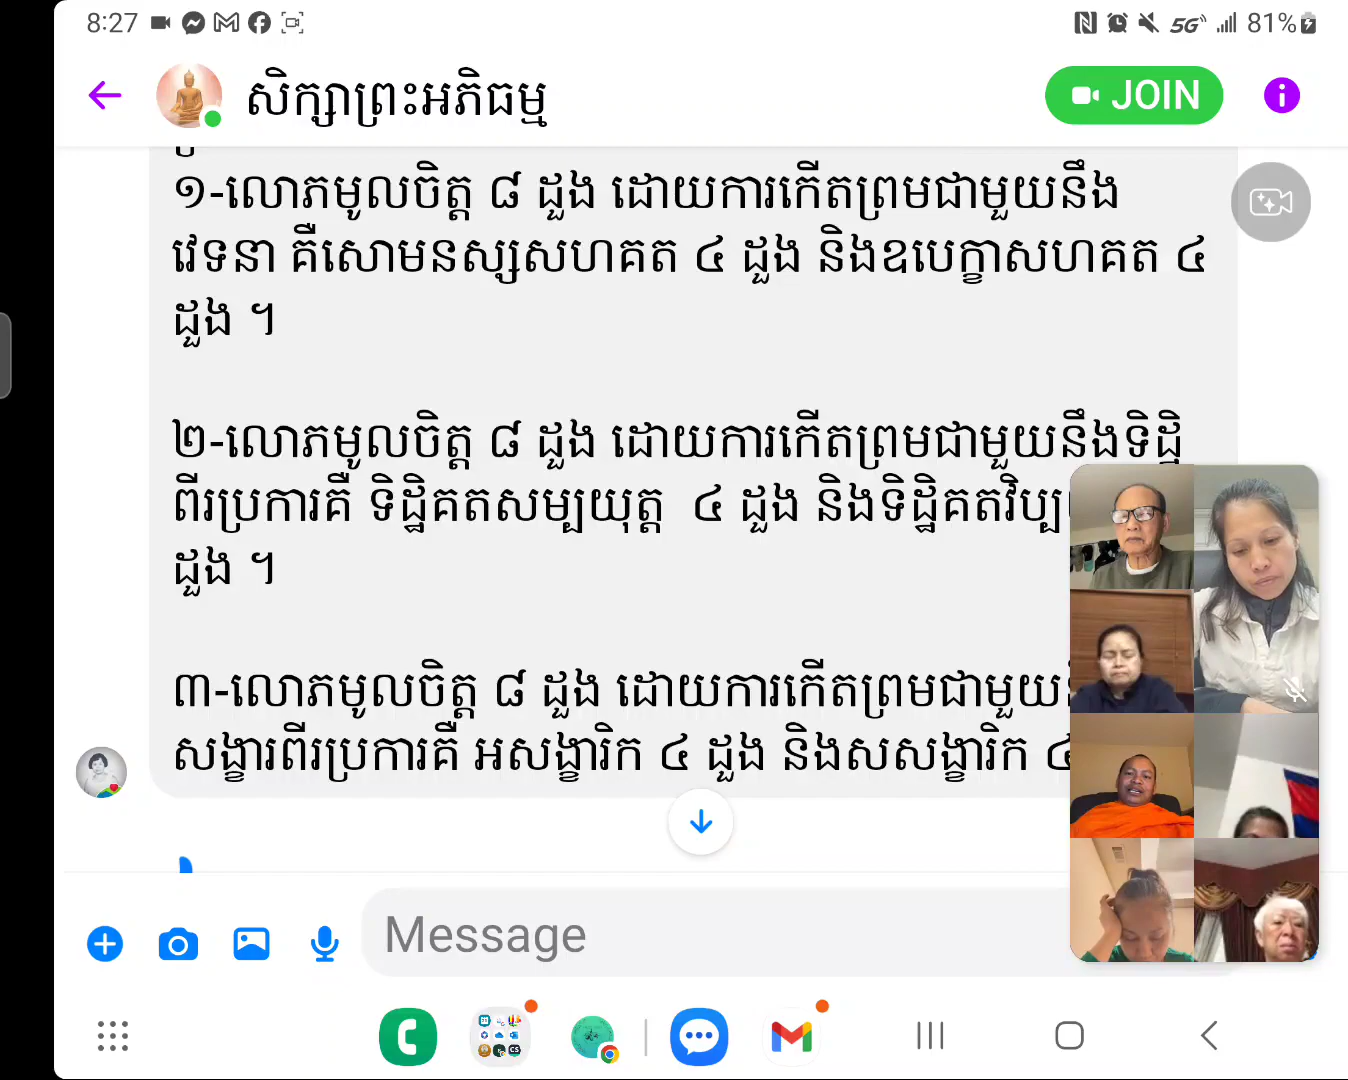 8:27
5G 81%
សិក្សាព្រះអភិធម្ម
JOIN
១-លោភមូលចិត្ត ៨ ដួង ដោយការកើតព្រមជាមួយនឹង
វេទនា គឺសោមនស្សសហគត ៤ ដួង និងឧបេក្ខាសហគត ៤
ដួង ។
២-លោភមូលចិត្ត ៨ ដួង ដោយការកើតព្រមជាមួយនឹងទិដ្ឋិ
ពីរប្រការគឺ ទិដ្ឋិគតសម្បយុត្ត ៤ ដួង និងទិដ្ឋិគតវិប្ប
ដួង ។
៣-លោភមូលចិត្ត ៨ ដួង ដោយការកើតព្រមជាមួយ
សង្ខារពីរប្រការគឺ អសង្ខារិក ៤ ដួង និងសសង្ខារិក ៤
Message